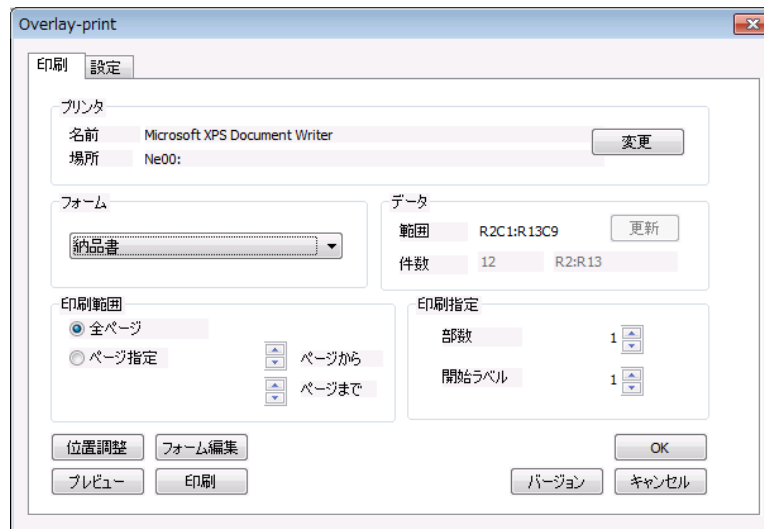 Overlay-print
印刷 設定
プリンタ
名前 Microsoft XPS Document Writer
変更
場所 Ne00:
フォーム
納品書
データ
範囲 R2C1:R13C9 更新
件数 12 R2:R13
印刷範囲
全ページ
ページ指定 ページから
ページまで
印刷指定
部数 1
開始ラベル 1
位置調整 フォーム編集 OK
プレビュー 印刷 バージョン キャンセル